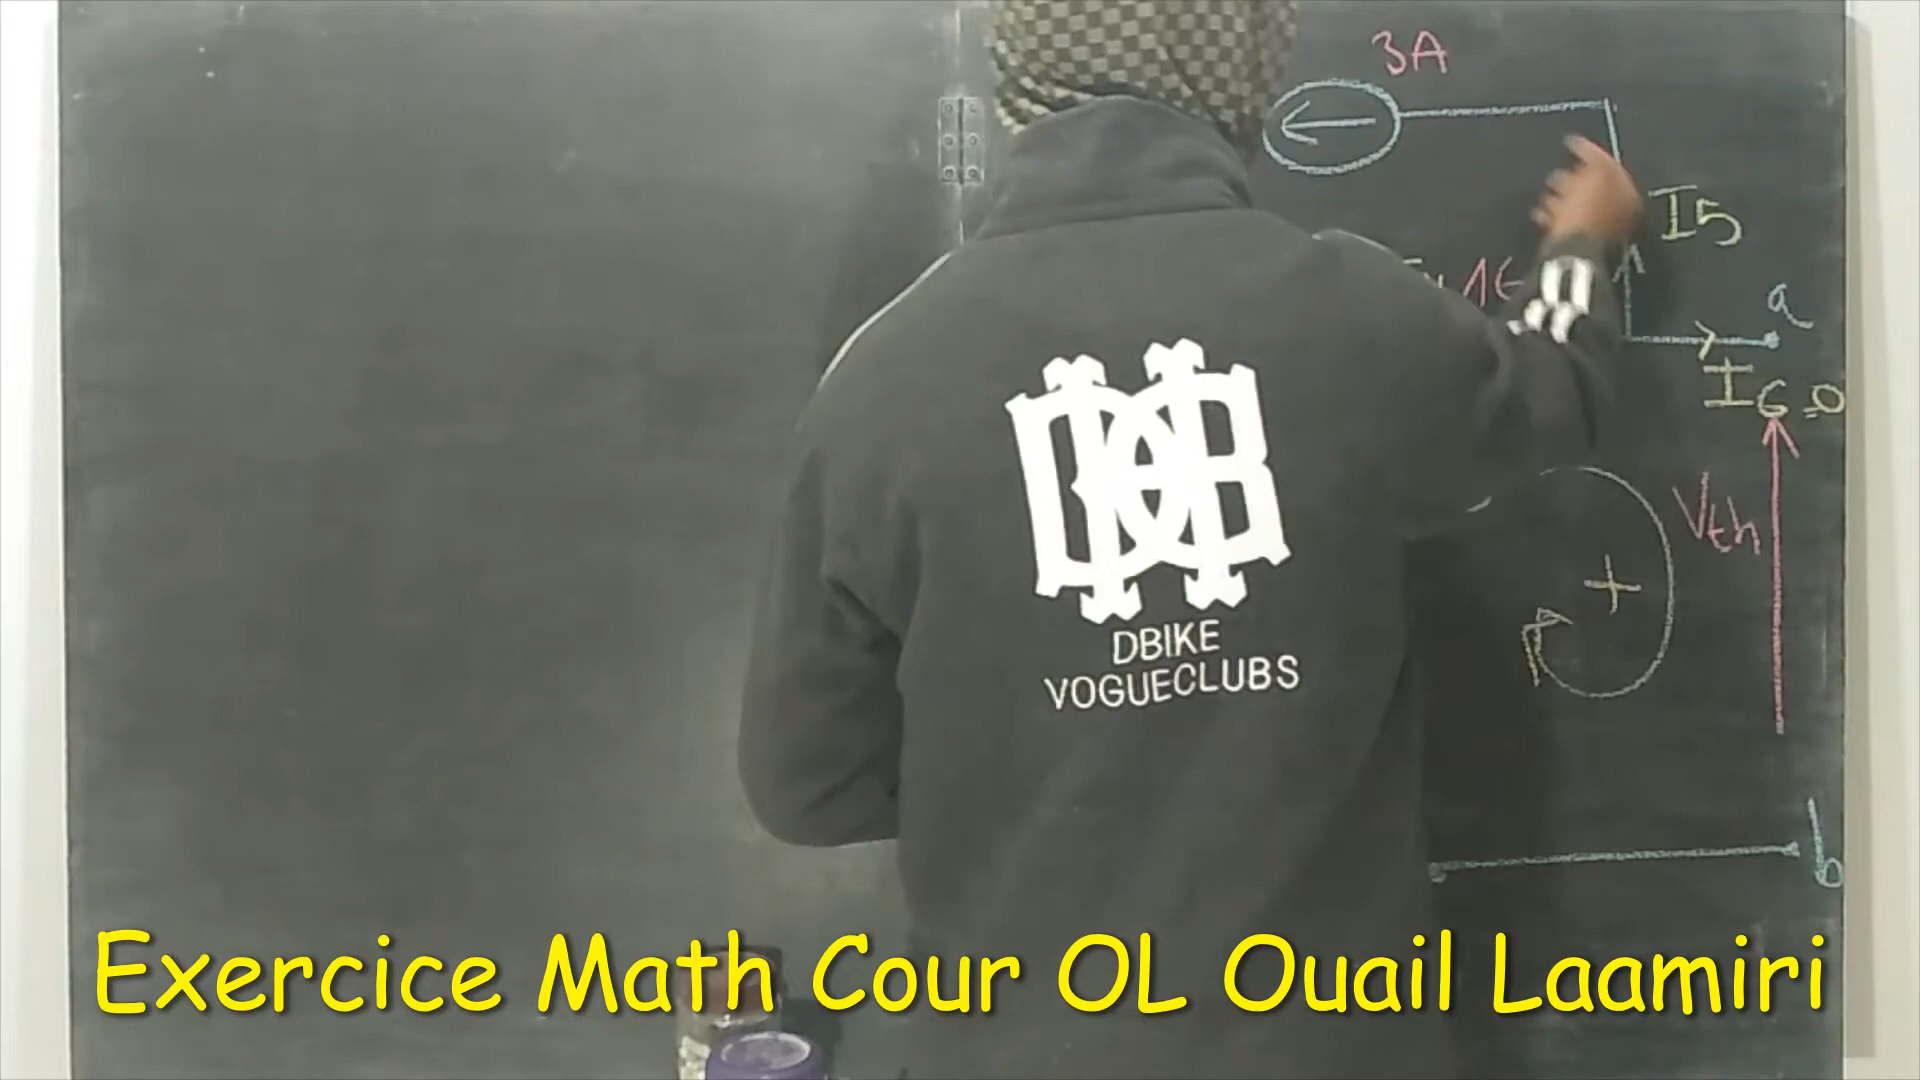 3A
I5
a
I6=0
Vth
+
b
DBIKE
VOGUECLUBS
Exercice Math Cour OL Ouail Laamiri